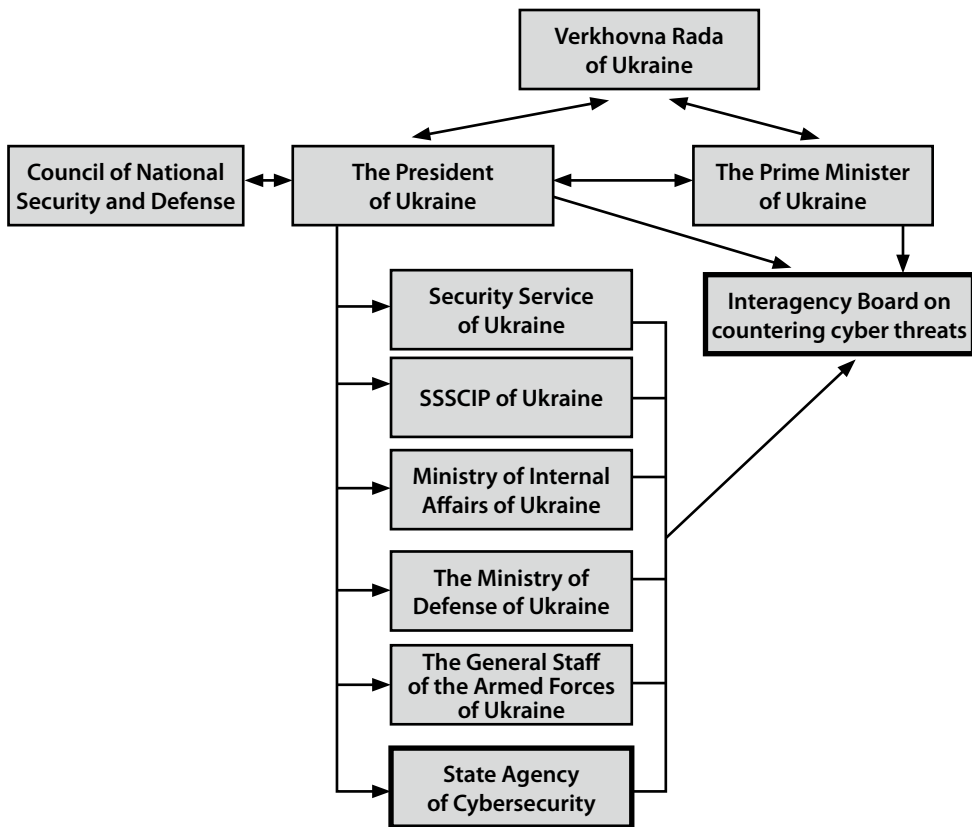 Verkhovna Rada
of Ukraine
Council of National
Security and Defense
The President
of Ukraine
The Prime Minister
of Ukraine
Security Service
of Ukraine
Interagency Board on
countering cyber threats
SSSCIP of Ukraine
Ministry of Internal
Affairs of Ukraine
The Ministry of
Defense of Ukraine
The General Staff
of the Armed Forces
of Ukraine
State Agency
of Cybersecurity